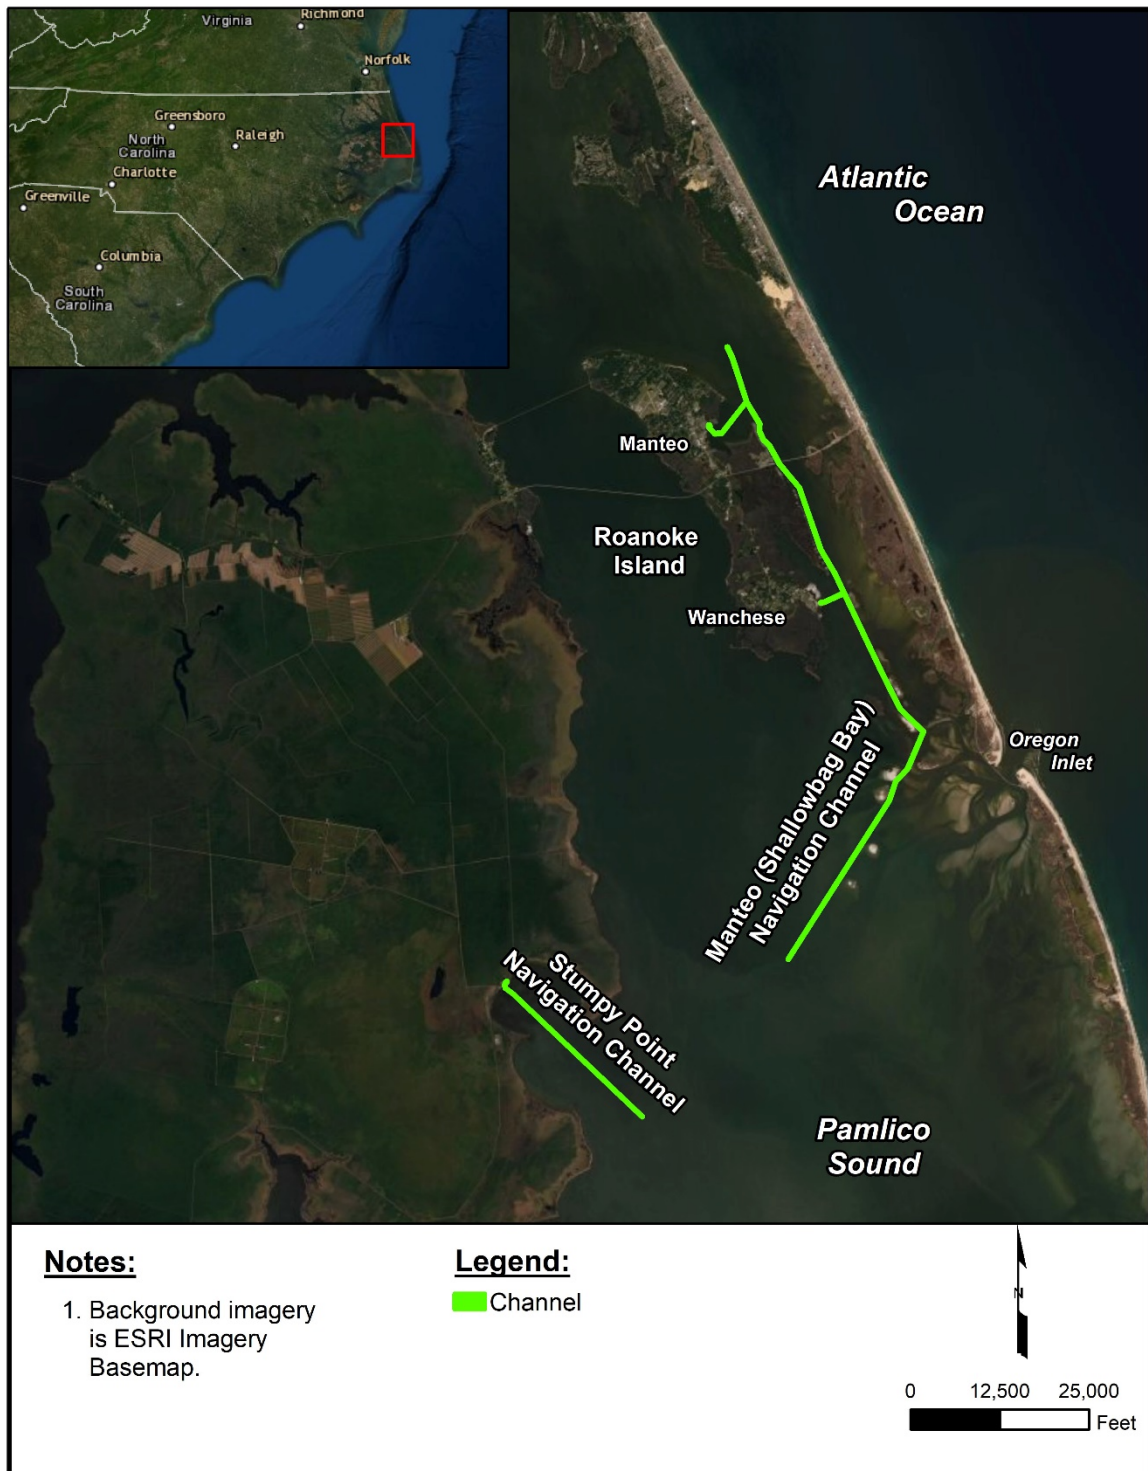 Virginia
Richmond
Norfolk
Greensboro
North
Carolina
Raleigh
Charlotte
Greenville
Columbia
South
Carolina
Atlantic
Ocean
Manteo
Roanoke
Island
Wanchese
Oregon
Inlet
Manteo (Shallowbag Bay)
Navigation Channel
Stumpy Point
Navigation Channel
Pamlico
Sound
Notes:
1. Background imagery
is ESRI Imagery
Basemap.
Legend:
Channel
N
0 12,500 25,000
Feet